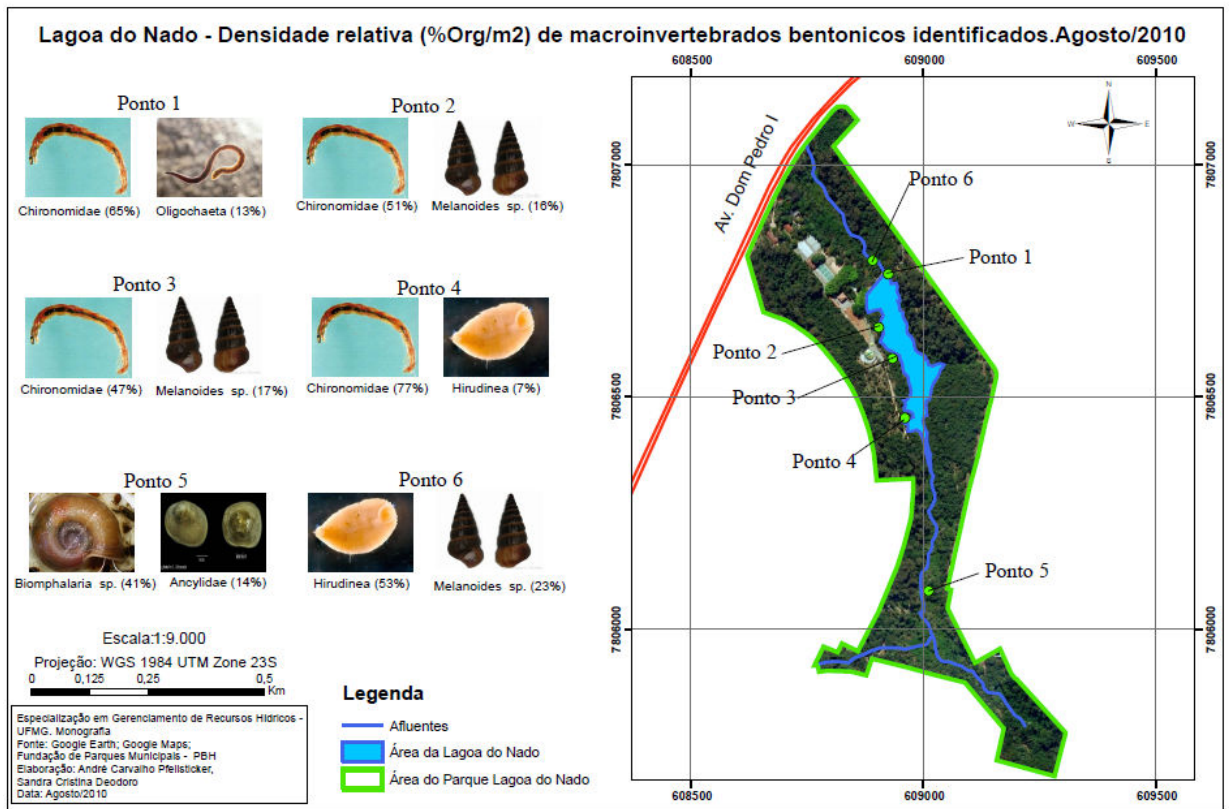 Lagoa do Nado - Densidade relativa (%Org/m2) de macroinvertebrados bentonicos identificados.Agosto/2010
Ponto 1
Chironomidae (65%)
Oligochaeta (13%)
Ponto 2
Chironomidae (51%)
Melanoides sp. (16%)
Ponto 3
Chironomidae (47%)
Melanoides sp. (17%)
Ponto 4
Chironomidae (77%)
Hirudinea (7%)
Ponto 5
Biomphalaria sp. (41%)
Ancylidae (14%)
Ponto 6
Hirudinea (53%)
Melanoides sp. (23%)
Escala:1:9.000
Projeção: WGS 1984 UTM Zone 23S
0 0,125 0,25 0,5
Km
Especialização em Gerenciamento de Recursos Hídricos -
UFMG. Monografia
Fonte: Google Earth; Google Maps;
Fundação de Parques Municipais - PBH
Elaboração: André Carvalho Pfeilsticker,
Sandra Cristina Deodoro
Data: Agosto/2010
Legenda
Afluentes
Área da Lagoa do Nado
Área do Parque Lagoa do Nado
608500 609000 609500
7807000
7807000
7806500
7806500
7806000
7806000
N
W E
S
Av. Dom Pedro I
Ponto 6
Ponto 1
Ponto 2
Ponto 3
Ponto 4
Ponto 5
608500 609000 609500